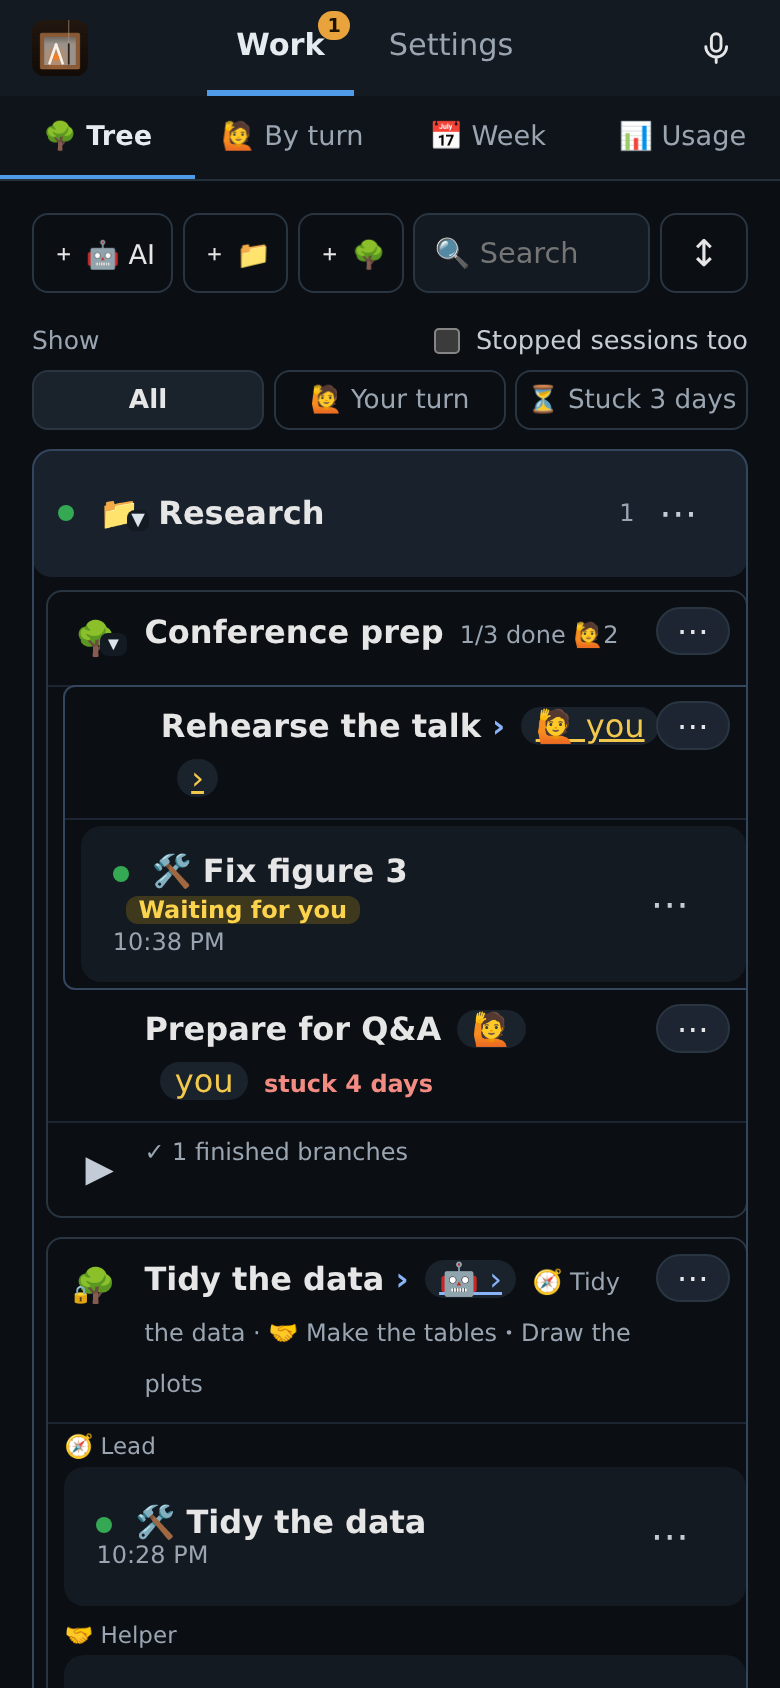 Work 1 Settings
🌳 Tree 🙋 By turn 📅 Week 📊 Usage
+ 🤖 AI + 📁 + 🌳 🔍 Search ↕
Show Stopped sessions too
All 🙋 Your turn ⏳ Stuck 3 days
📁▼ Research 1 ⋯
🌳▼ Conference prep 1/3 done 🙋2 ⋯
Rehearse the talk › 🙋 you ⋯
›
🛠️ Fix figure 3
Waiting for you ⋯
10:38 PM
Prepare for Q&A 🙋 ⋯
you stuck 4 days
▶ ✓ 1 finished branches
🌳🔒 Tidy the data › 🤖 › 🧭 Tidy ⋯
the data · 🤝 Make the tables • Draw the
plots
🧭 Lead
🛠️ Tidy the data ⋯
10:28 PM
🤝 Helper